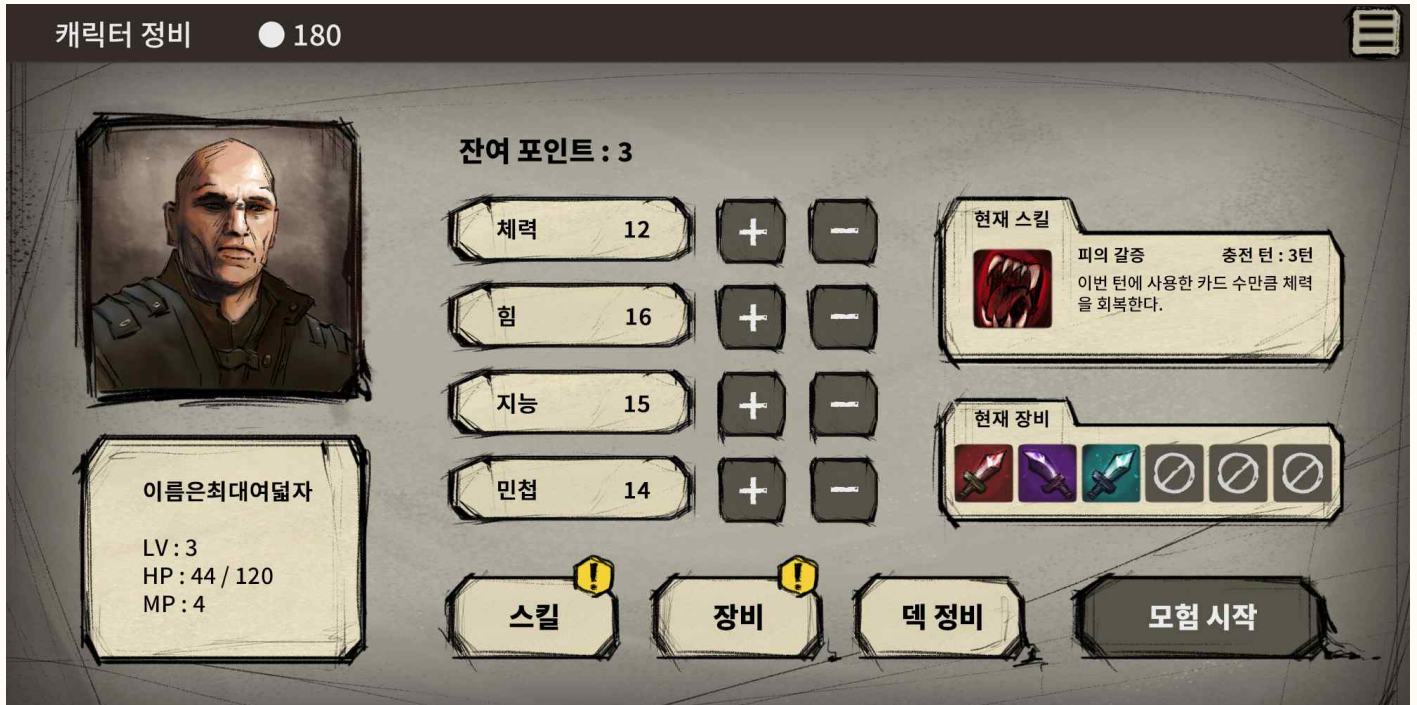 캐릭터 정비 180
잔여 포인트 : 3
체력 12
힘 16
지능 15
민첩 14
이름은최대여덟자
LV : 3
HP : 44 / 120
MP : 4
현재 스킬
피의 갈증 충전 턴 : 3턴
이번 턴에 사용한 카드 수만큼 체력
을 회복한다.
현재 장비
스킬
장비
덱 정비
모험 시작